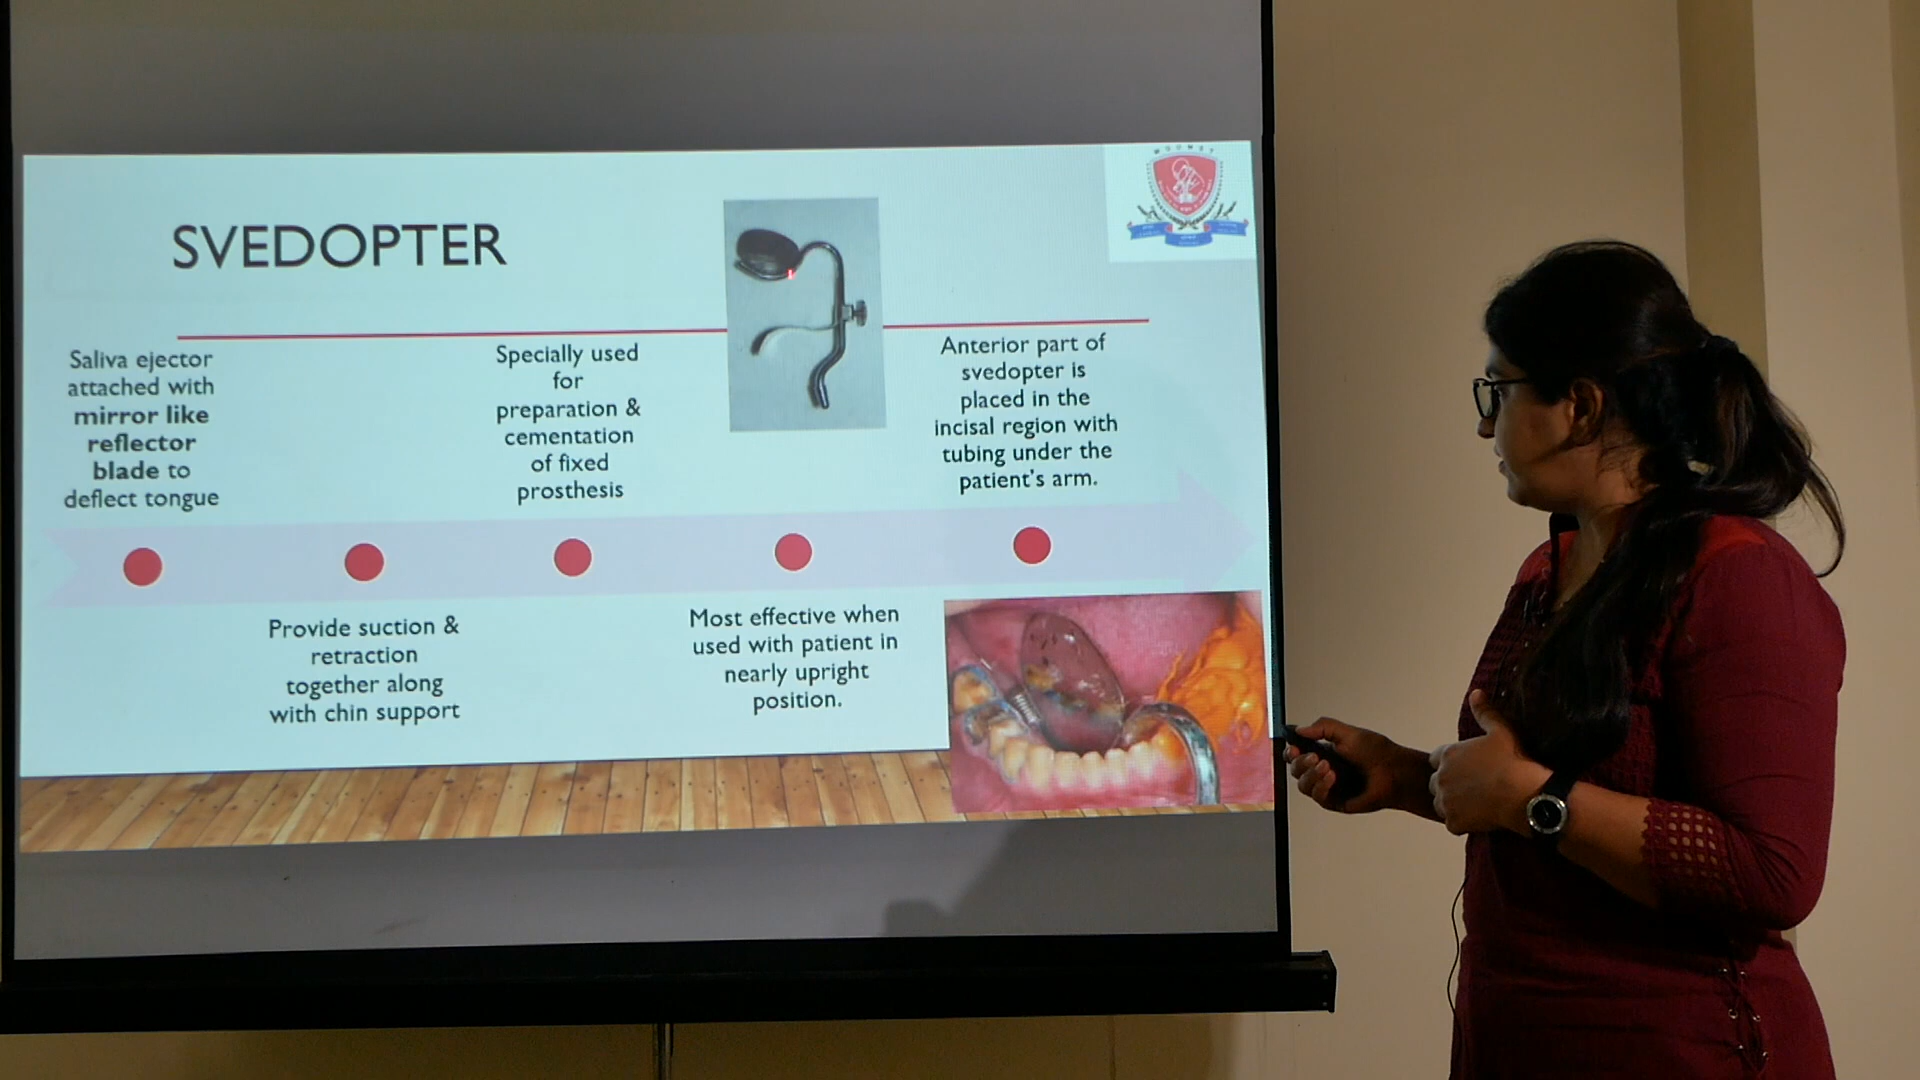 SVEDOPTER
Saliva ejector
attached with
mirror like
reflector
blade to
deflect tongue
Provide suction &
retraction
together along
with chin support
Specially used
for
preparation &
cementation
of fixed
prosthesis
Most effective when
used with patient in
nearly upright
position.
Anterior part of
svedopter is
placed in the
incisal region with
tubing under the
patient's arm.